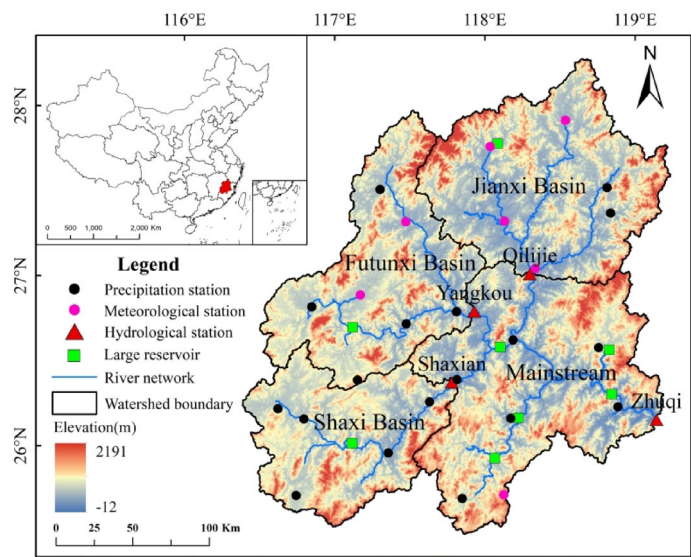 116°E 117°E 118°E 119°E
N
28°N
27°N
26°N
0 500 1,000 2,000 Km
Legend
Precipitation station
Meteorological station
Hydrological station
Large reservoir
River network
Watershed boundary
Elevation(m)
2191
-12
0 25 50 100 Km
75
Jianxi Basin
Qilijie
Futunxi Basin
Yangkou
Shaxian
Mainstream
Zhuqi
Shaxi Basin